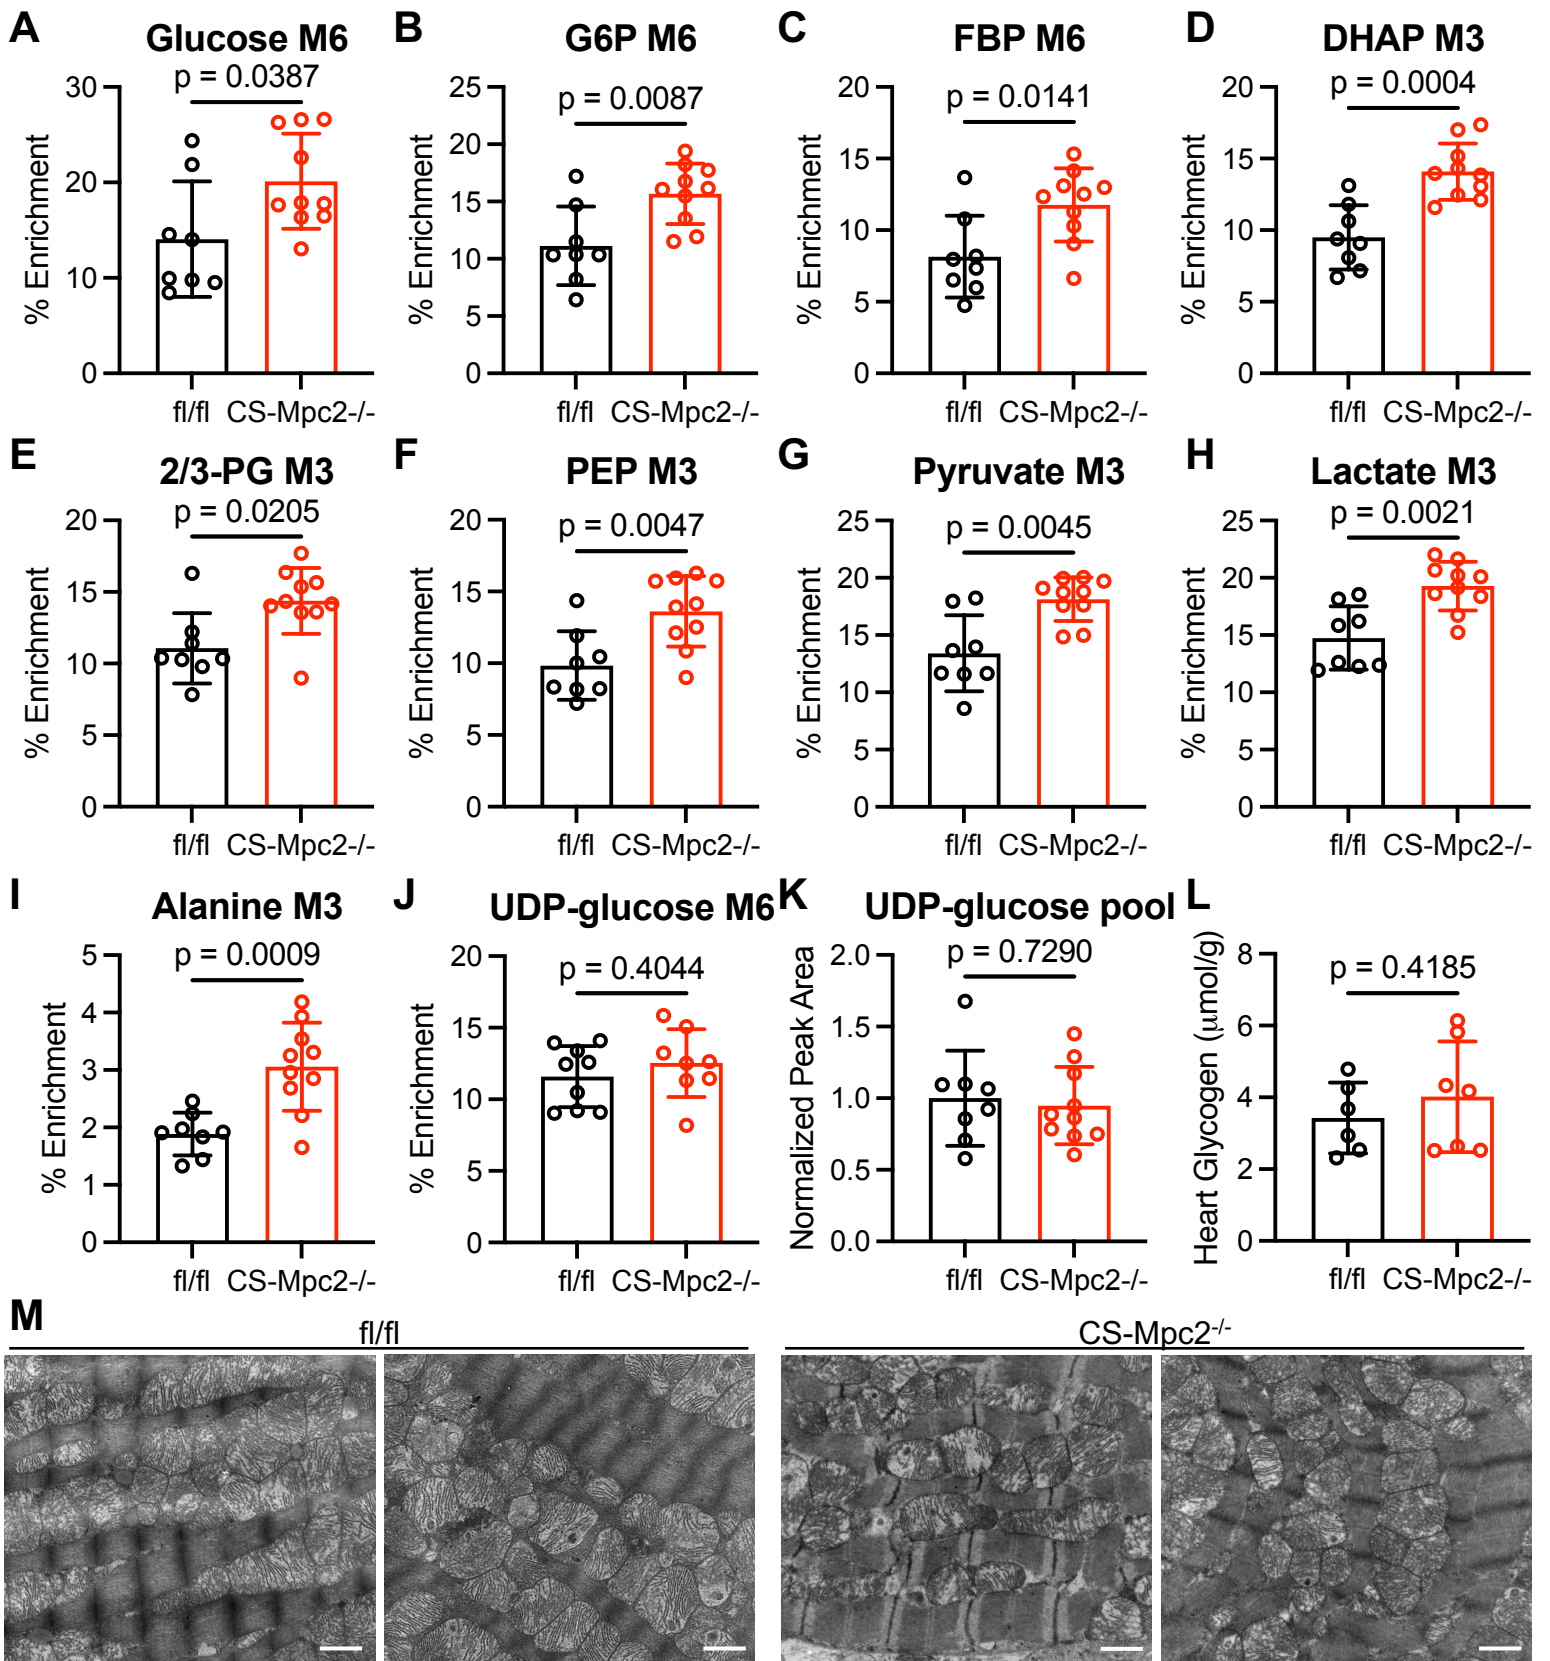 A
Glucose M6
p = 0.0387
% Enrichment
30
20
10
0
fl/fl CS-Mpc2-/-
B
G6P M6
p = 0.0087
% Enrichment
25
20
15
10
5
0
fl/fl CS-Mpc2-/-
C
FBP M6
p = 0.0141
% Enrichment
20
15
10
5
0
fl/fl CS-Mpc2-/-
D
DHAP M3
p = 0.0004
% Enrichment
20
15
10
5
0
fl/fl CS-Mpc2-/-
E
2/3-PG M3
p = 0.0205
% Enrichment
20
15
10
5
0
fl/fl CS-Mpc2-/-
F
PEP M3
p = 0.0047
% Enrichment
20
15
10
5
0
fl/fl CS-Mpc2-/-
G
Pyruvate M3
p = 0.0045
% Enrichment
25
20
15
10
5
0
fl/fl CS-Mpc2-/-
H
Lactate M3
p = 0.0021
% Enrichment
25
20
15
10
5
0
fl/fl CS-Mpc2-/-
I
Alanine M3
p = 0.0009
% Enrichment
5
4
3
2
1
0
fl/fl CS-Mpc2-/-
J
UDP-glucose M6
p = 0.4044
% Enrichment
20
15
10
5
0
fl/fl CS-Mpc2-/-
K
UDP-glucose pool
p = 0.7290
Normalized Peak Area
2.0
1.5
1.0
0.5
0.0
fl/fl CS-Mpc2-/-
L
p = 0.4185
Heart Glycogen (μmol/g)
8
6
4
2
0
fl/fl CS-Mpc2-/-
M
fl/fl
CS-Mpc2⁻/⁻